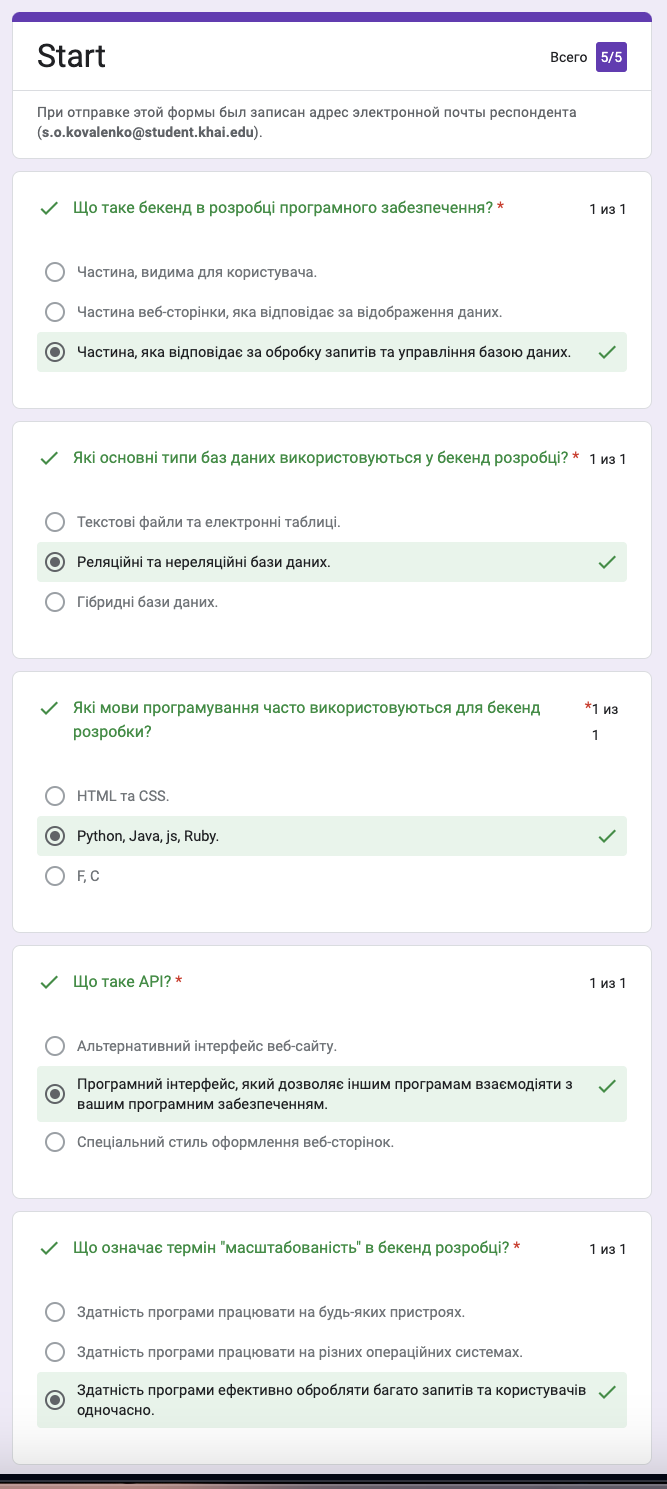 Start
Всего 5/5
При отправке этой формы был записан адрес электронной почты респондента
(s.o.kovalenko@student.khai.edu).
Що таке бекенд в розробці програмного забезпечення? * 1 из 1
Частина, видима для користувача.
Частина веб-сторінки, яка відповідає за відображення даних.
Частина, яка відповідає за обробку запитів та управління базою даних.
Які основні типи баз даних використовуються у бекенд розробці? * 1 из 1
Текстові файли та електронні таблиці.
Реляційні та нереляційні бази даних.
Гібридні бази даних.
Які мови програмування часто використовуються для бекенд *1 из
розробки? 1
HTML та CSS.
Python, Java, js, Ruby.
F, C
Що таке API? * 1 из 1
Альтернативний інтерфейс веб-сайту.
Програмний інтерфейс, який дозволяє іншим програмам взаємодіяти з
вашим програмним забезпеченням.
Спеціальний стиль оформлення веб-сторінок.
Що означає термін "масштабованість" в бекенд розробці? * 1 из 1
Здатність програми працювати на будь-яких пристроях.
Здатність програми працювати на різних операційних системах.
Здатність програми ефективно обробляти багато запитів та користувачів
одночасно.